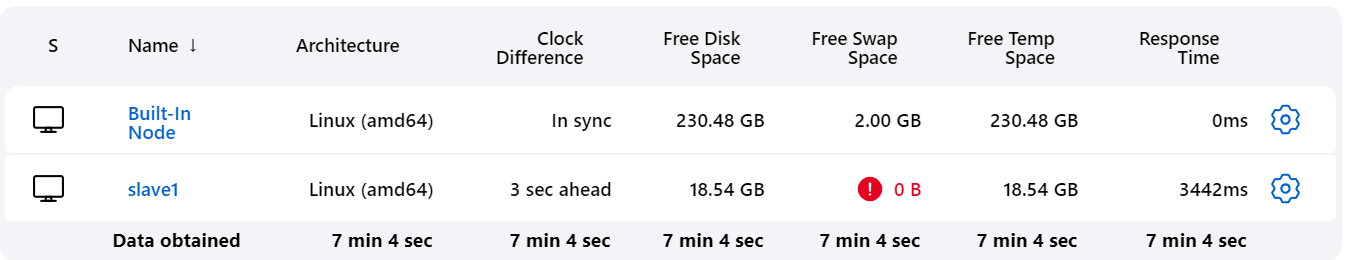 S Name ↓ Architecture Clock Difference Free Disk Space Free Swap Space Free Temp Space Response Time
Built-In Node Linux (amd64) In sync 230.48 GB 2.00 GB 230.48 GB 0ms
slave1 Linux (amd64) 3 sec ahead 18.54 GB ! 0 B 18.54 GB 3442ms
Data obtained 7 min 4 sec 7 min 4 sec 7 min 4 sec 7 min 4 sec 7 min 4 sec 7 min 4 sec